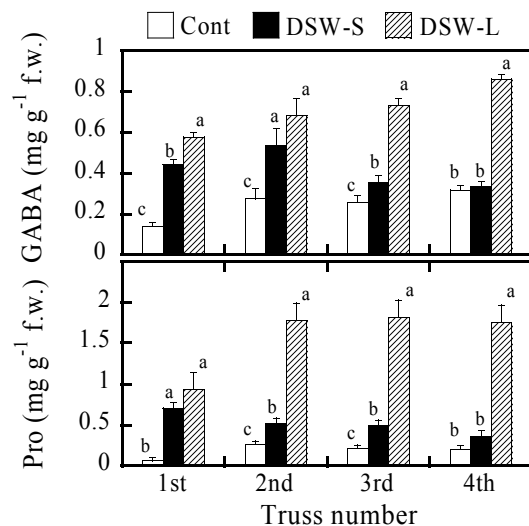 Cont DSW-S DSW-L
GABA (mg g⁻¹ f.w.)
1
0.8
0.6
0.4
0.2
0
c b a c a a c b a b b a
Pro (mg g⁻¹ f.w.)
2
1.5
1
0.5
0
b a a c b a c b a b b a
1st 2nd 3rd 4th
Truss number